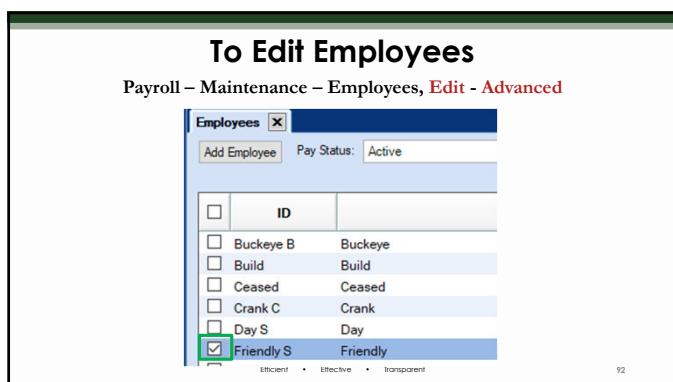 To Edit Employees
Payroll – Maintenance – Employees, Edit - Advanced
Employees
Add Employee Pay Status: Active
ID
Buckeye B Buckeye
Build Build
Ceased Ceased
Crank C Crank
Day S Day
Friendly S Friendly
Efficient • Effective • Transparent 92